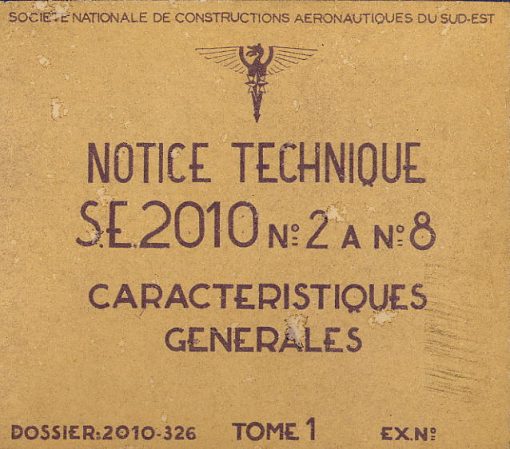 SOCIETE NATIONALE DE CONSTRUCTIONS AERONAUTIQUES DU SUD-EST
NOTICE TECHNIQUE
S.E.2010 Nº 2 A Nº 8
CARACTERISTIQUES
GENERALES
DOSSIER:2010-326 TOME 1 EX.Nº